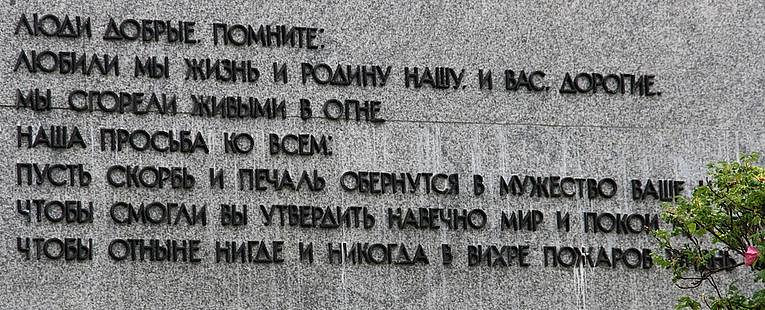 ЛЮДИ ДОБРЫЕ, ПОМНИТЕ:
ЛЮБИЛИ МЫ ЖИЗНЬ И РОДИНУ НАШУ, И ВАС, ДОРОГИЕ.
МЫ СГОРЕЛИ ЖИВЫМИ В ОГНЕ.
НАША ПРОСЬБА КО ВСЕМ:
ПУСТЬ СКОРБЬ И ПЕЧАЛЬ ОБЕРНУТСЯ В МУЖЕСТВО ВАШЕ
ЧТОБЫ СМОГЛИ ВЫ УТВЕРДИТЬ НАВЕЧНО МИР И ПОКОЙ
ЧТОБЫ ОТНЫНЕ НИГДЕ И НИКОГДА В ВИХРЕ ПОЖАРОВ